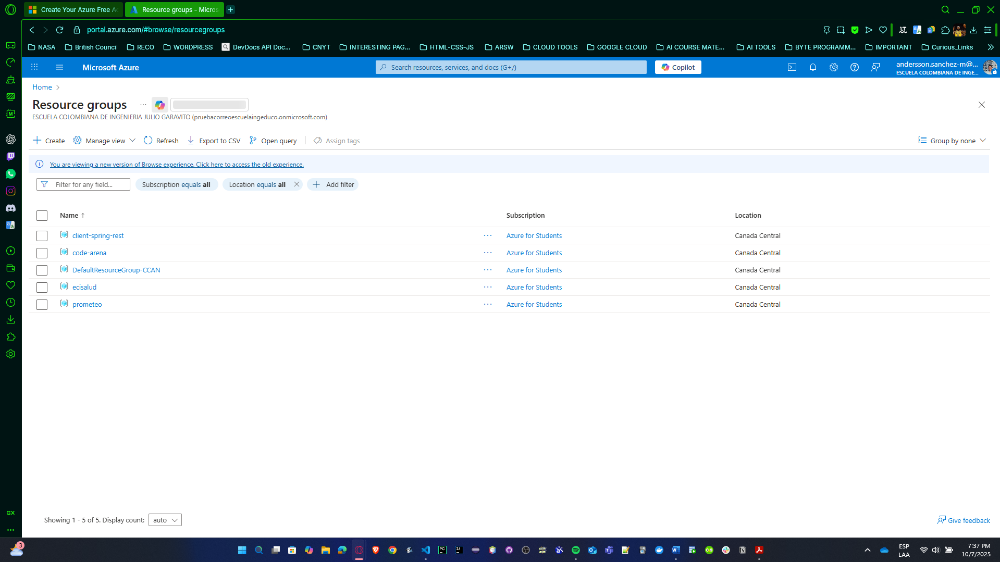 Create Your Azure Free Ac
Resource groups - Micros
portal.azure.com/#browse/resourcegroups
NASA
British Council
RECO
WORDPRESS
DevDocs API Doc...
CNYT
INTERESTING PAG...
HTML-CSS-JS
ARSW
CLOUD TOOLS
GOOGLE CLOUD
AI COURSE MATE...
AI TOOLS
BYTE PROGRAMM...
IMPORTANT
Curious_Links
Microsoft Azure
Search resources, services, and docs (G+/)
Copilot
andersson.sanchez-m@...
ESCUELA COLOMBIANA DE INGE...
Home
Resource groups
ESCUELA COLOMBIANA DE INGENIERIA JULIO GARAVITO (pruebacorreoescuelaingeduco.onmicrosoft.com)
Create
Manage view
Refresh
Export to CSV
Open query
Assign tags
Group by none
You are viewing a new version of Browse experience. Click here to access the old experience.
Filter for any field...
Subscription equals all
Location equals all
Add filter
Name ↑ Subscription Location
client-spring-rest ... Azure for Students Canada Central
code-arena ... Azure for Students Canada Central
DefaultResourceGroup-CCAN ... Azure for Students Canada Central
ecisalud ... Azure for Students Canada Central
prometeo ... Azure for Students Canada Central
Showing 1 - 5 of 5. Display count: auto
Give feedback
GX
3
ESP
LAA
7:37 PM
10/7/2025